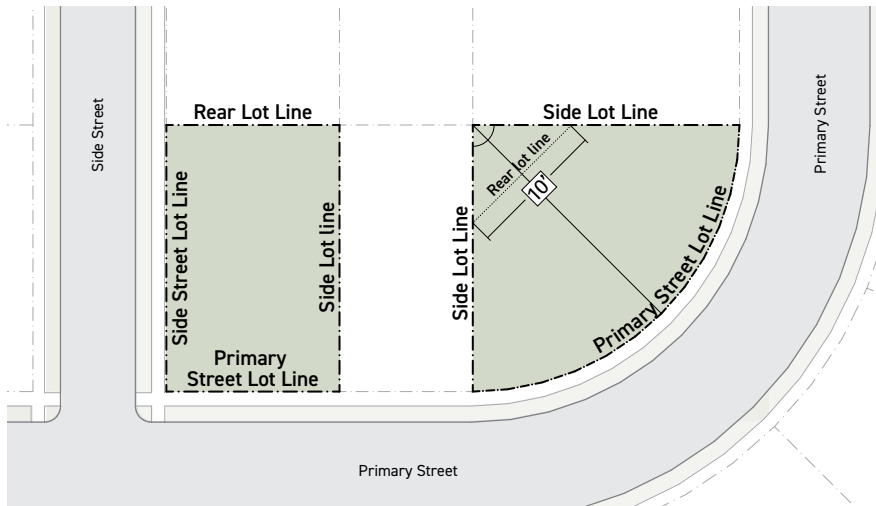 Rear Lot Line
Side Lot Line
Side Street
Primary Street
Rear lot line
10'
Side Street Lot Line
Side Lot line
Side Lot Line
Primary Street Lot Line
Primary
Street Lot Line
Primary Street